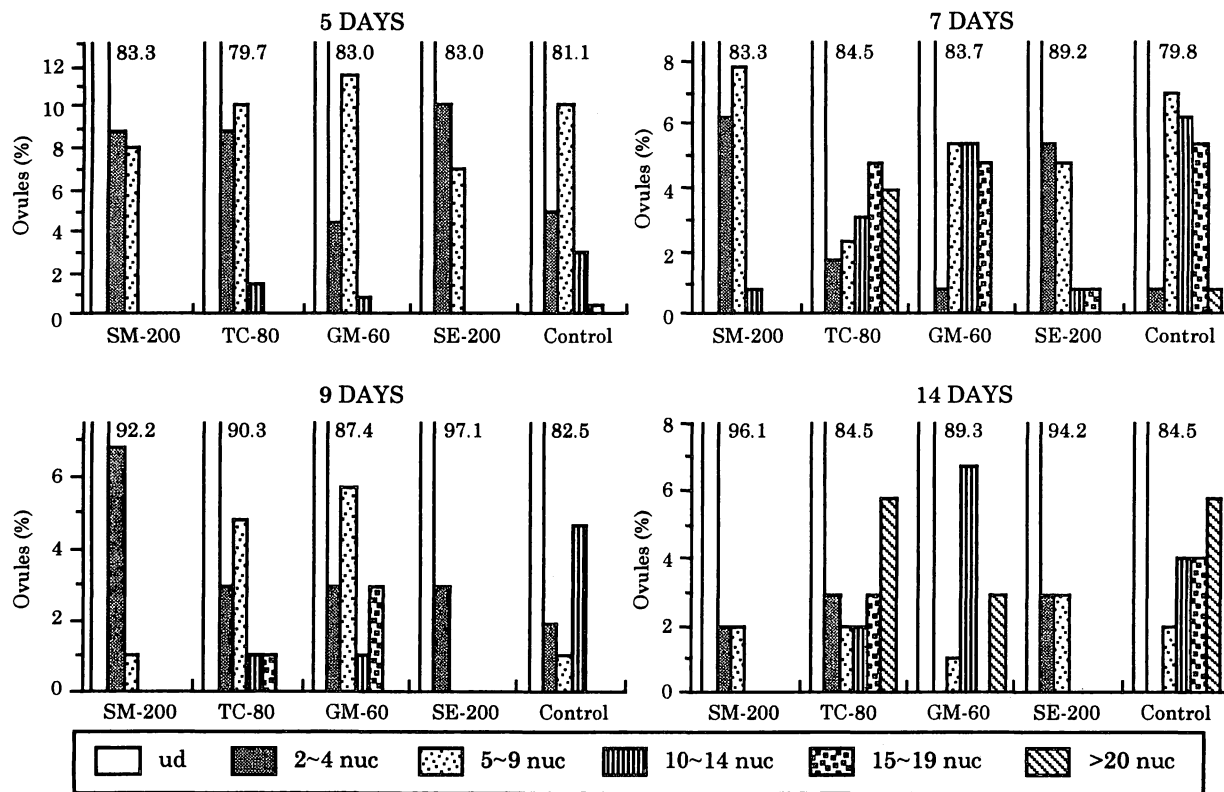 5 DAYS
83.3 79.7 83.0 83.0 81.1
12
10
8
6
4
2
0
Ovules (%)
SM-200 TC-80 GM-60 SE-200 Control
7 DAYS
83.3 84.5 83.7 89.2 79.8
8
6
4
2
0
Ovules (%)
SM-200 TC-80 GM-60 SE-200 Control
9 DAYS
92.2 90.3 87.4 97.1 82.5
6
4
2
0
Ovules (%)
SM-200 TC-80 GM-60 SE-200 Control
14 DAYS
96.1 84.5 89.3 94.2 84.5
8
6
4
2
0
Ovules (%)
SM-200 TC-80 GM-60 SE-200 Control
ud 2~4 nuc 5~9 nuc 10~14 nuc 15~19 nuc >20 nuc